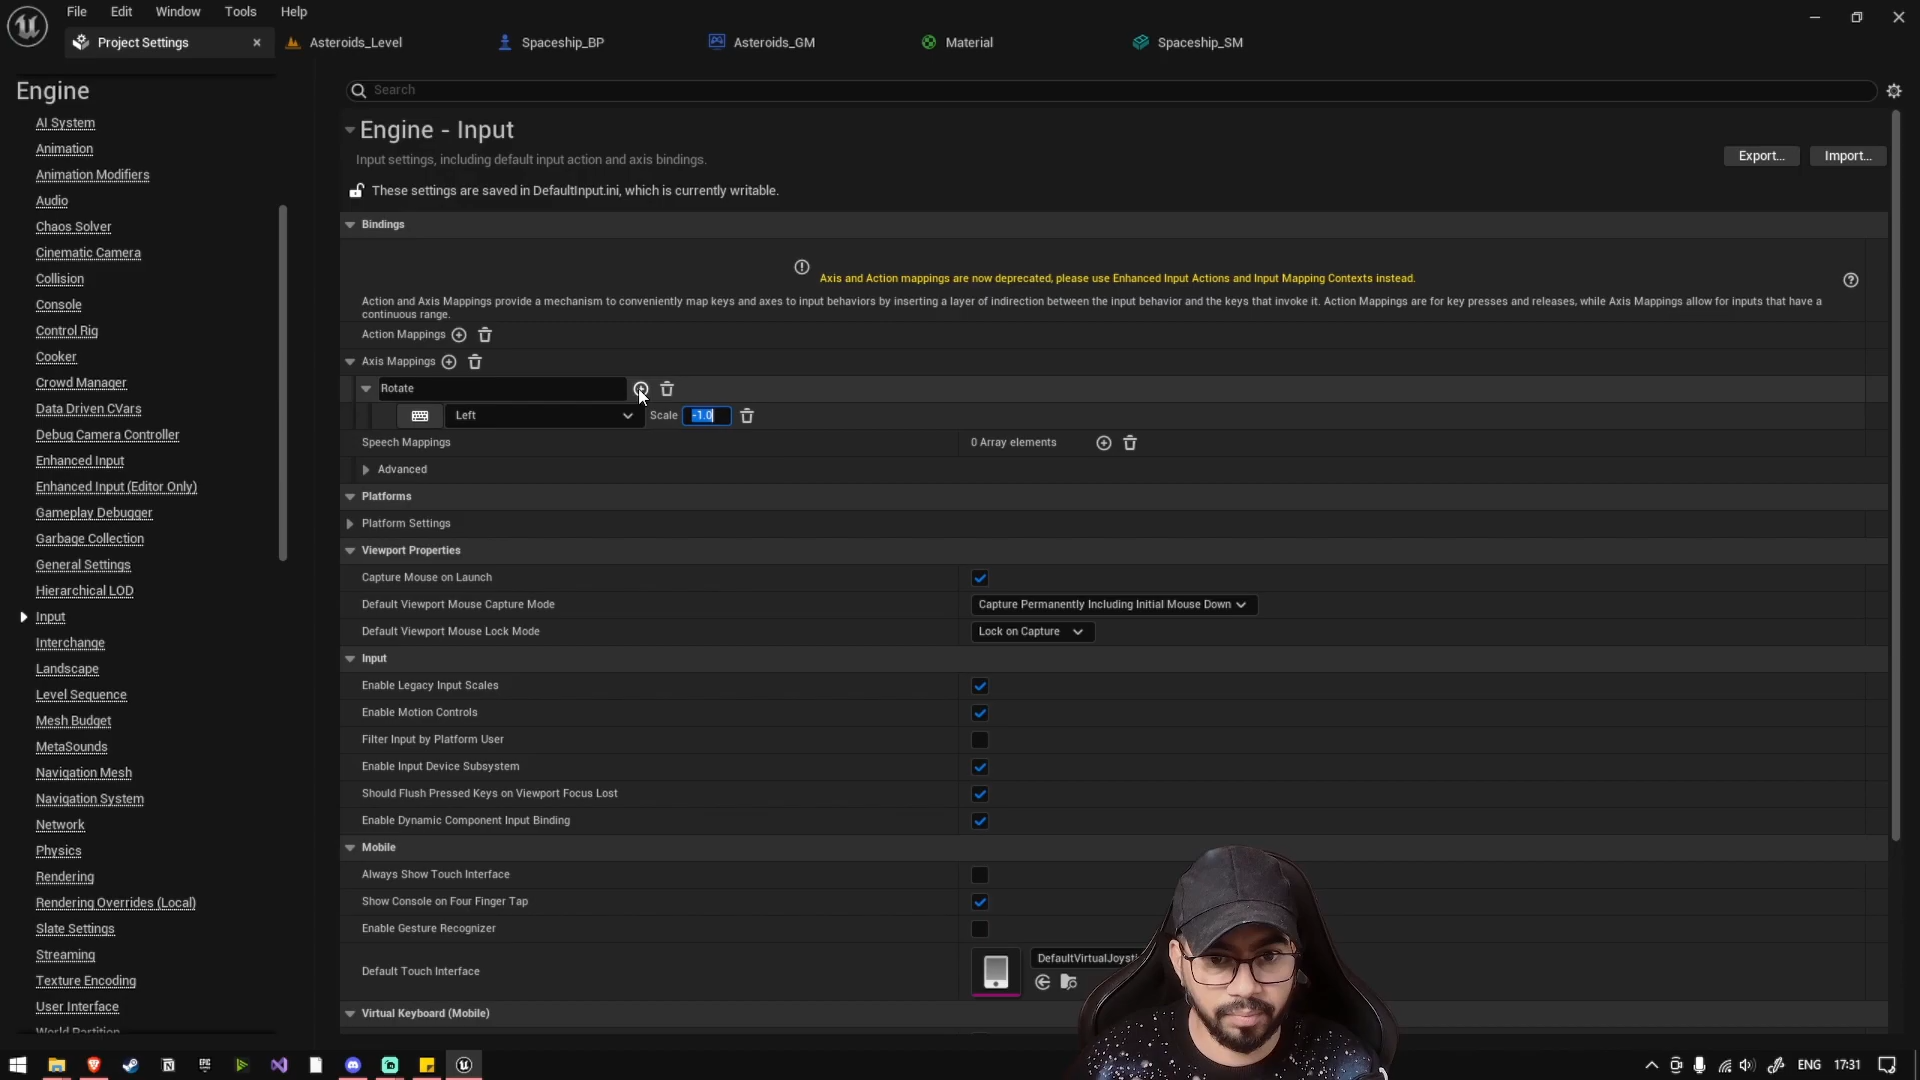 File Edit Window Tools Help
Project Settings Asteroids_Level Spaceship_BP Asteroids_GM Material Spaceship_SM
Engine
AI System
Animation
Animation Modifiers
Audio
Chaos Solver
Cinematic Camera
Collision
Console
Control Rig
Cooker
Crowd Manager
Data Driven CVars
Debug Camera Controller
Enhanced Input
Enhanced Input (Editor Only)
Gameplay Debugger
Garbage Collection
General Settings
Hierarchical LOD
Input
Interchange
Landscape
Level Sequence
Mesh Budget
MetaSounds
Navigation Mesh
Navigation System
Network
Physics
Rendering
Rendering Overrides (Local)
Slate Settings
Streaming
Texture Encoding
User Interface
World Partition
Search
Engine - Input
Input settings, including default input action and axis bindings.
Export... Import...
These settings are saved in DefaultInput.ini, which is currently writable.
Bindings
Axis and Action mappings are now deprecated, please use Enhanced Input Actions and Input Mapping Contexts instead.
Action and Axis Mappings provide a mechanism to conveniently map keys and axes to input behaviors by inserting a layer of indirection between the input behavior and the keys that invoke it. Action Mappings are for key presses and releases, while Axis Mappings allow for inputs that have a
continuous range.
Action Mappings
Axis Mappings
Rotate
Left Scale -1.0
Speech Mappings 0 Array elements
Advanced
Platforms
Platform Settings
Viewport Properties
Capture Mouse on Launch
Default Viewport Mouse Capture Mode Capture Permanently Including Initial Mouse Down
Default Viewport Mouse Lock Mode Lock on Capture
Input
Enable Legacy Input Scales
Enable Motion Controls
Filter Input by Platform User
Enable Input Device Subsystem
Should Flush Pressed Keys on Viewport Focus Lost
Enable Dynamic Component Input Binding
Mobile
Always Show Touch Interface
Show Console on Four Finger Tap
Enable Gesture Recognizer
Default Touch Interface DefaultVirtualJoysti
Virtual Keyboard (Mobile)
ENG 17:31